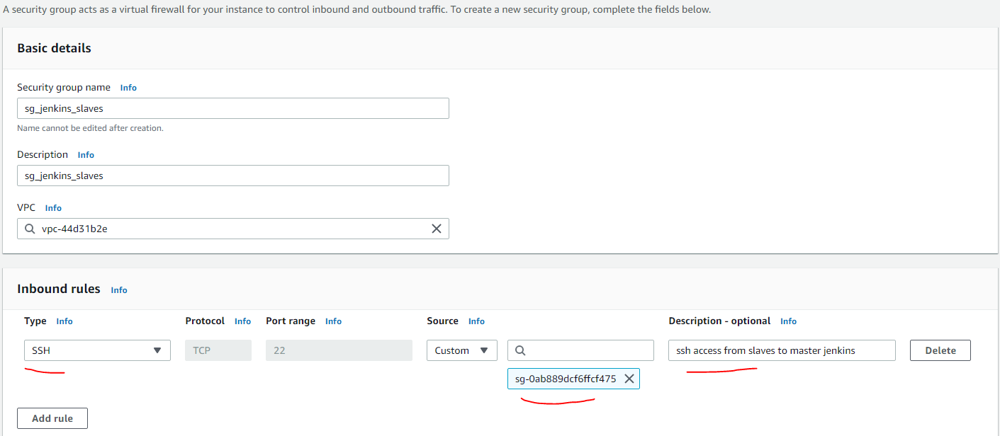 A security group acts as a virtual firewall for your instance to control inbound and outbound traffic. To create a new security group, complete the fields below.
Basic details
Security group name Info
sg_jenkins_slaves
Name cannot be edited after creation.
Description Info
sg_jenkins_slaves
VPC Info
vpc-44d31b2e
Inbound rules Info
Type Info Protocol Info Port range Info Source Info Description - optional Info
SSH TCP 22 Custom ssh access from slaves to master jenkins Delete
sg-0ab889dcf6ffcf475
Add rule